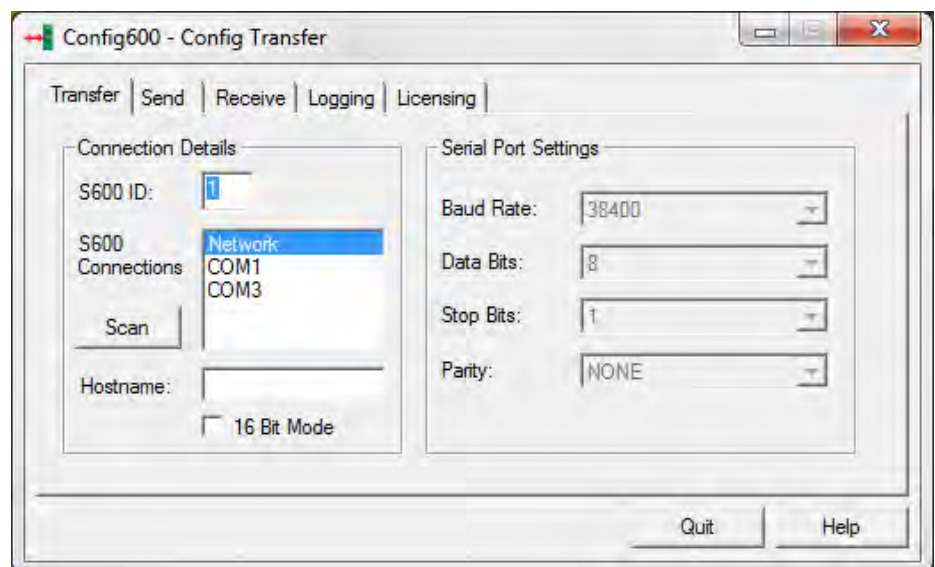 Config600 - Config Transfer
Transfer Send Receive Logging Licensing
Connection Details
S600 ID: 1
S600 Connections
Network
COM1
COM3
Scan
Hostname:
16 Bit Mode
Serial Port Settings
Baud Rate: 38400
Data Bits: 8
Stop Bits: 1
Parity: NONE
Quit Help